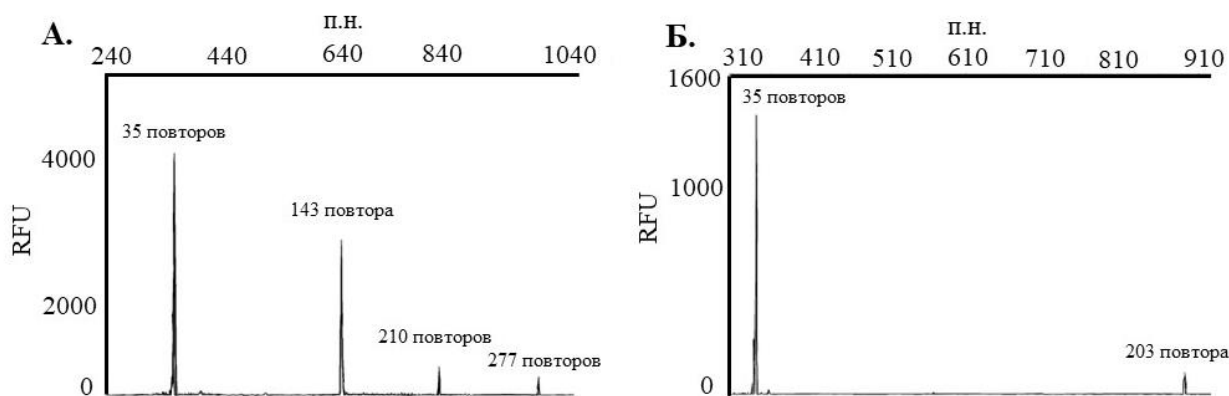 А.
п.н.
240 440 640 840 1040
RFU
4000
2000
0
35 повторов
143 повтора
210 повторов
277 повторов
Б.
п.н.
310 410 510 610 710 810 910
RFU
1600
1000
0
35 повторов
203 повтора